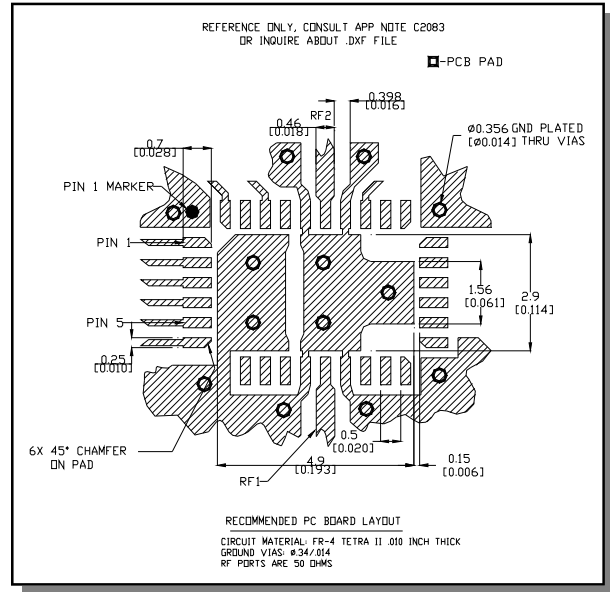 REFERENCE ONLY, CONSULT APP NOTE C2083
OR INQUIRE ABOUT .DXF FILE
-PCB PAD
0.398
[0.016]
RF2
0.46
[0.018]
0.7
[0.028]
Ø0.356 GND PLATED
[Ø0.014] THRU VIAS
PIN 1 MARKER
PIN 1
1.56
[0.061]
2.9
[0.114]
PIN 5
0.25
[0.010]
6X 45° CHAMFER
ON PAD
0.5
[0.020]
4.9
[0.193]
0.15
[0.006]
RF1
RECOMMENDED PC BOARD LAYOUT
CIRCUIT MATERIAL: FR-4 TETRA II .010 INCH THICK
GROUND VIAS: Ø.34/.014
RF PORTS ARE 50 OHMS